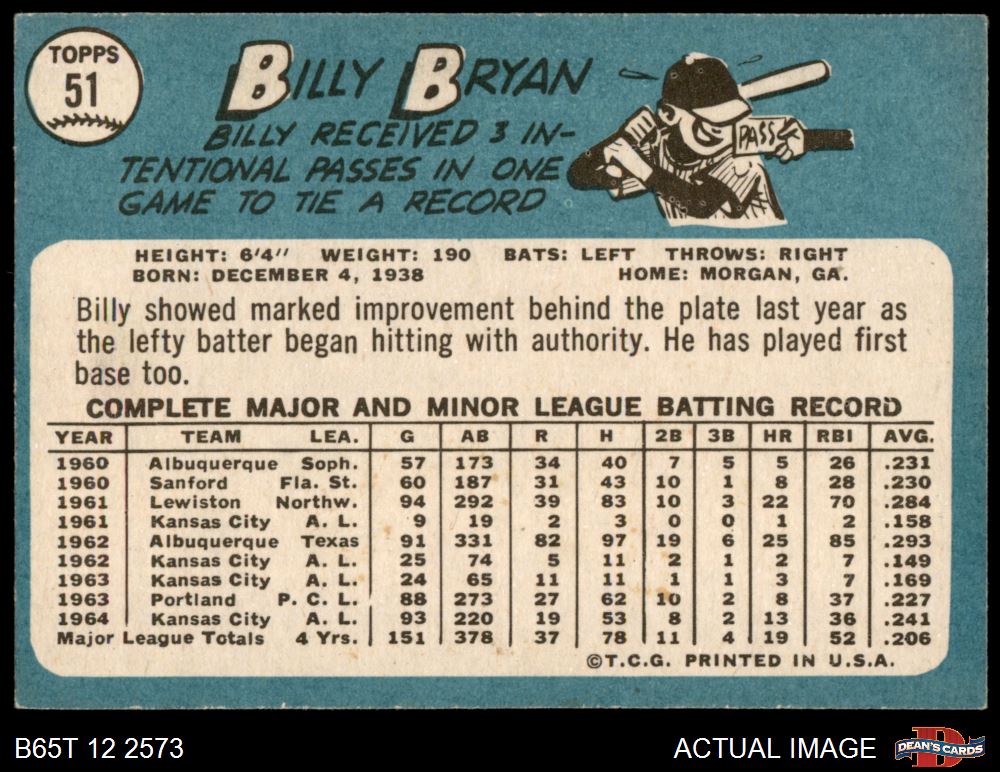 TOPPS
51
BILLY BRYAN
BILLY RECEIVED 3 IN-
TENTIONAL PASSES IN ONE
GAME TO TIE A RECORD
PASS
HEIGHT: 6'4" WEIGHT: 190 BATS: LEFT THROWS: RIGHT
BORN: DECEMBER 4, 1938 HOME: MORGAN, GA.
Billy showed marked improvement behind the plate last year as
the lefty batter began hitting with authority. He has played first
base too.
COMPLETE MAJOR AND MINOR LEAGUE BATTING RECORD
YEAR TEAM LEA. G AB R H 2B 3B HR RBI AVG.
1960 Albuquerque Soph. 57 173 34 40 7 5 5 26 .231
1960 Sanford Fla. St. 60 187 31 43 10 1 8 28 .230
1961 Lewiston Northw. 94 292 39 83 10 3 22 70 .284
1961 Kansas City A. L. 9 19 2 3 0 0 1 2 .158
1962 Albuquerque Texas 91 331 82 97 19 6 25 85 .293
1962 Kansas City A. L. 25 74 5 11 2 1 2 7 .149
1963 Kansas City A. L. 24 65 11 11 1 1 3 7 .169
1963 Portland P. C. L. 88 273 27 62 10 2 8 37 .227
1964 Kansas City A. L. 93 220 19 53 8 2 13 36 .241
Major League Totals 4 Yrs. 151 378 37 78 11 4 19 52 .206
©T.C.G. PRINTED IN U.S.A.
B65T 12 2573 ACTUAL IMAGE D DEAN'S CARDS